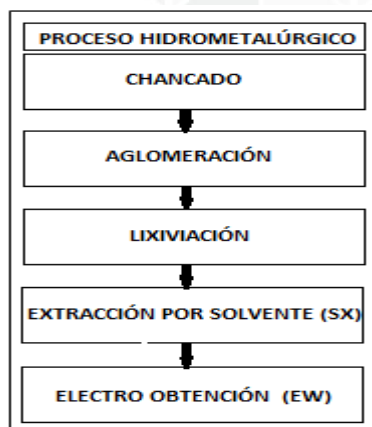 PROCESO HIDROMETALÚRGICO
CHANCADO
AGLOMERACIÓN
LIXIVIACIÓN
EXTRACCIÓN POR SOLVENTE (SX)
ELECTRO OBTENCIÓN (EW)